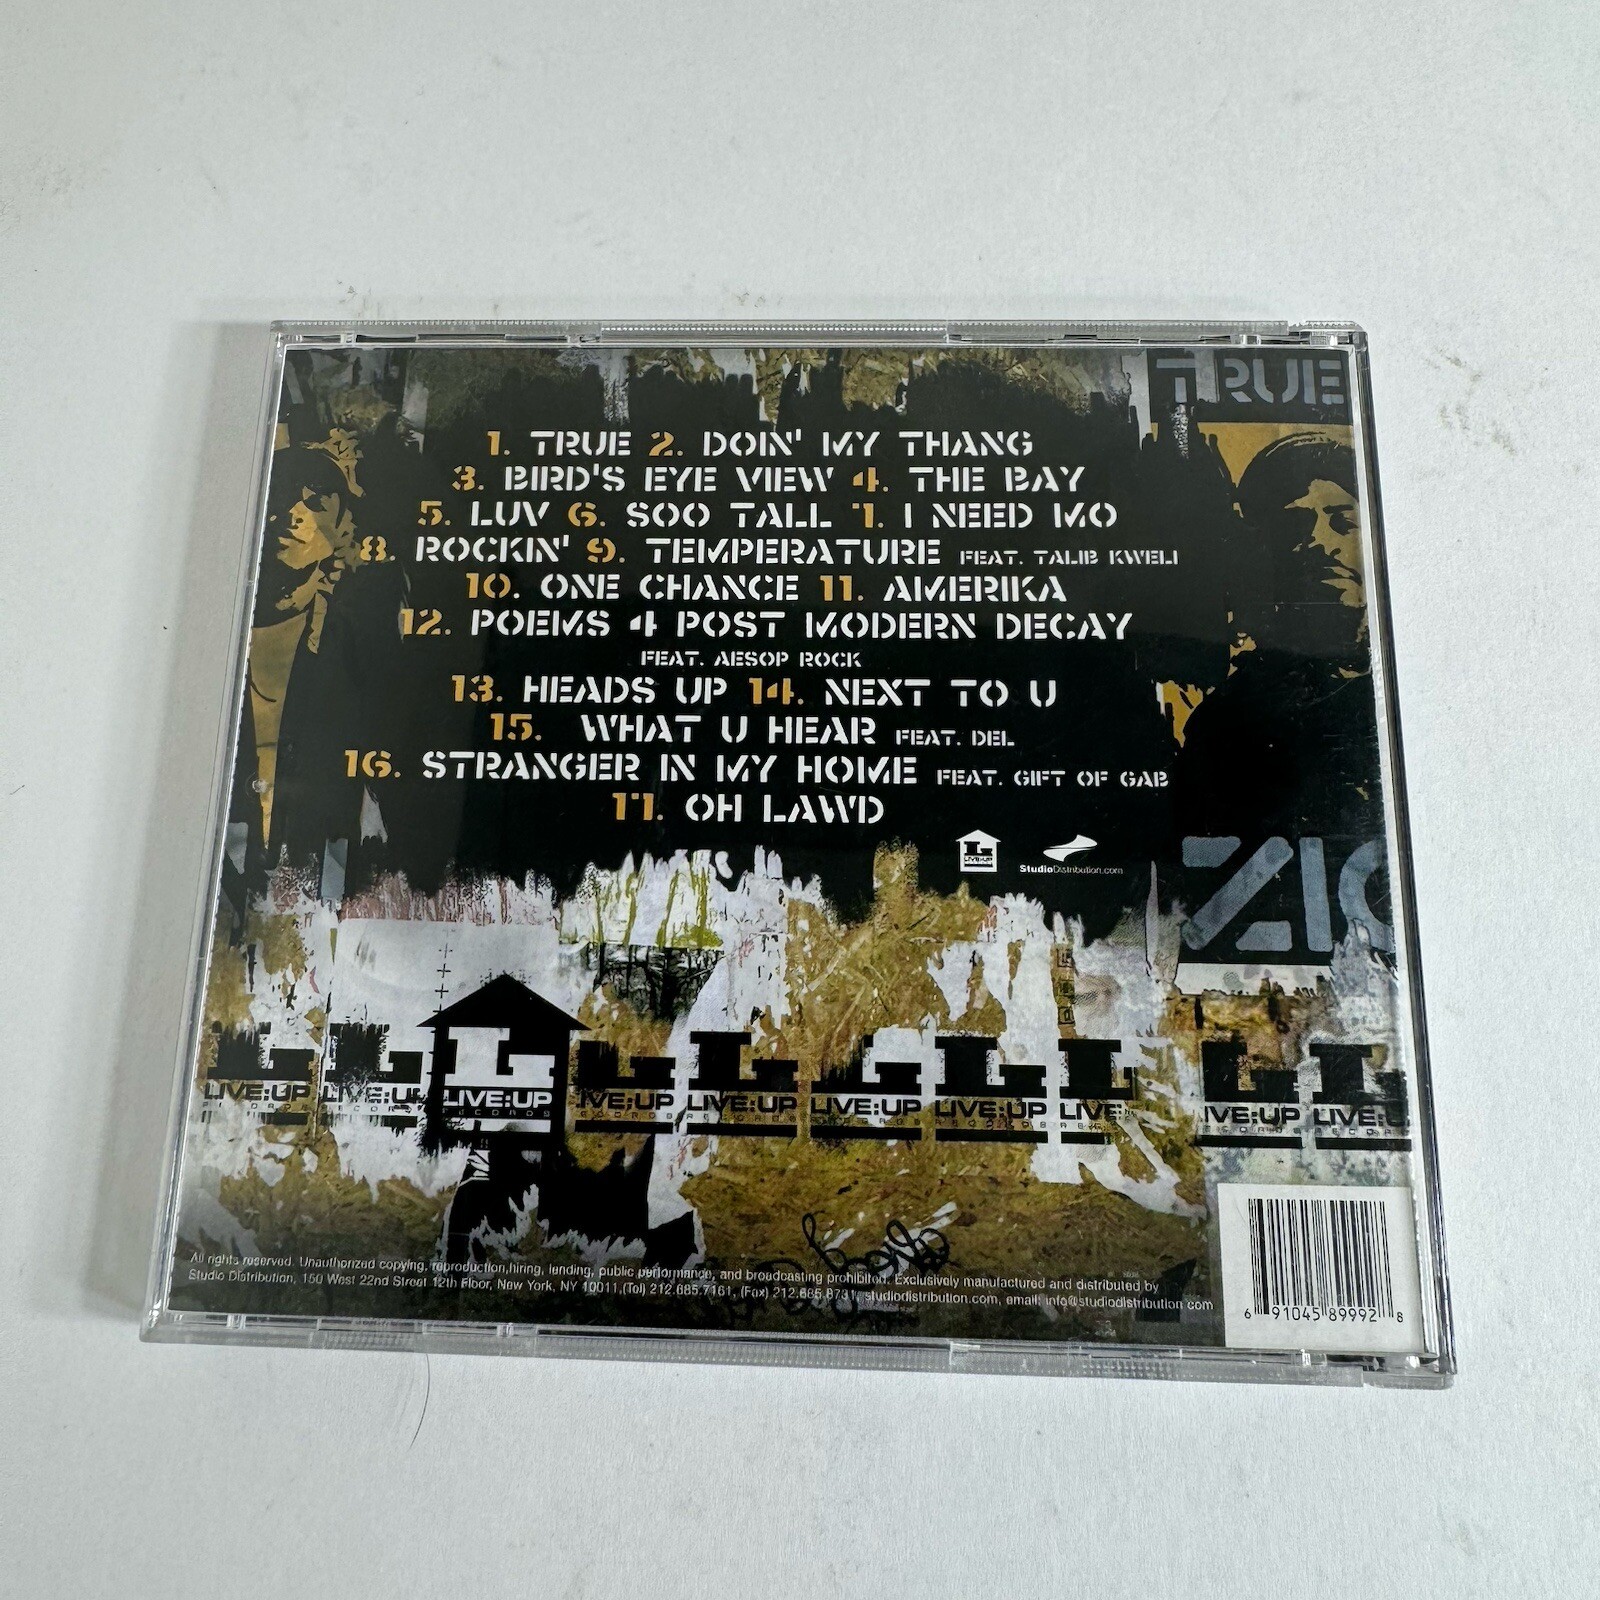 TRUE
1. TRUE 2. DOIN' MY THANG
3. BIRD'S EYE VIEW 4. THE BAY
5. LUV 6. SOO TALL 7. I NEED MO
8. ROCKIN' 9. TEMPERATURE FEAT. TALIB KWELI
10. ONE CHANCE 11. AMERIKA
12. POEMS 4 POST MODERN DECAY
FEAT. AESOP ROCK
13. HEADS UP 14. NEXT TO U
15. WHAT U HEAR FEAT. DEL
16. STRANGER IN MY HOME FEAT. GIFT OF GAB
17. OH LAWD
L LIVE:UP
StudioDistribution.com
ZIO
L L L L L L L L L L
LIVE:UP LIVE:UP LIVE:UP LIVE:UP LIVE:UP LIVE:UP LIVE:UP LIVE: LIVE:UP LIVE:U
RECORDS
All rights reserved. Unauthorized copying, reproduction,hiring, lending, public performance, and broadcasting prohibited. Exclusively manufactured and distributed by
Studio Distribution, 150 West 22nd Street 12th Floor, New York, NY 10011,(Tel) 212.685.7161, (Fax) 212.685.8731, studiodistribution.com, email: info@studiodistribution.com
6 91045 89992 8